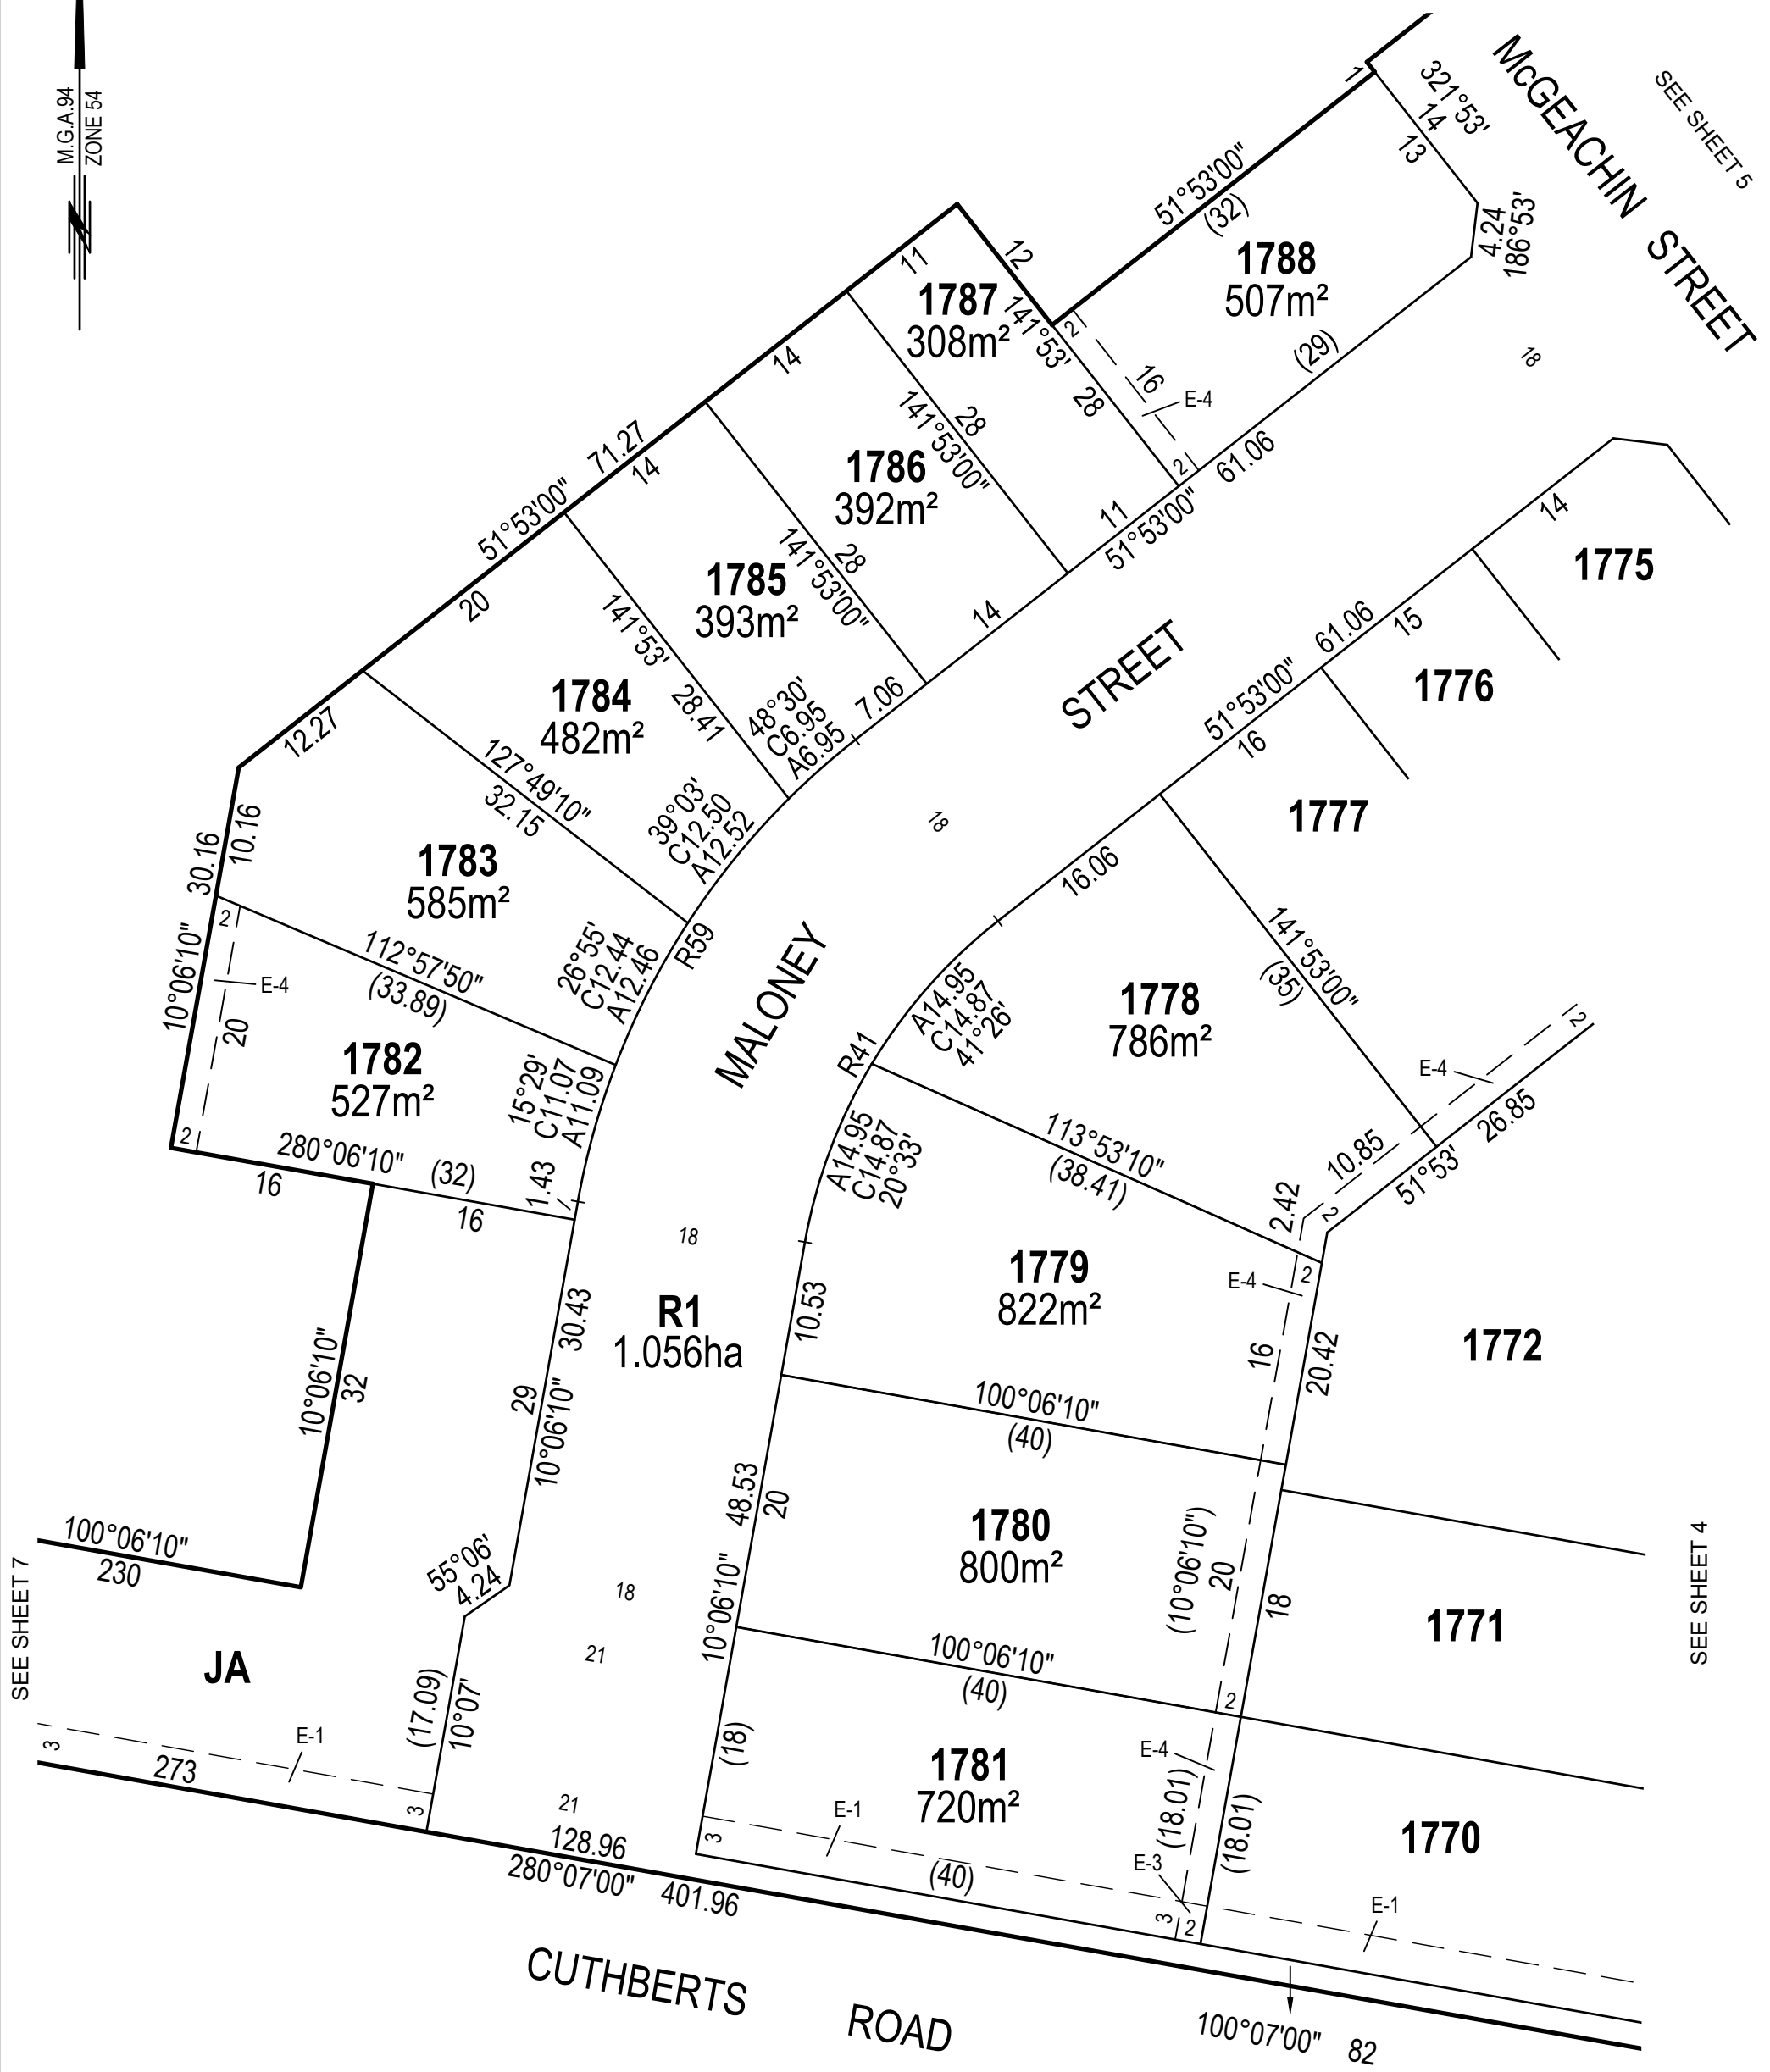 M.G.A.94
ZONE 54
McGEACHIN STREET
SEE SHEET 5
1
321°53'
14
13
4.24
186°53'
51°53'00"
(32)
1788
507m²
(29)
18
11
12
1787
308m²
141°53'
28
2
16
E-4
2
61.06
14
28
141°53'00"
1786
392m²
11
51°53'00"
71.27
14
51°53'00"
28
141°53'00"
1785
393m²
14
20
141°53'
28.41
48°30'
C6.95
A6.95
7.06
STREET
1784
482m²
12.27
127°49'10"
32.15
39°03'
C12.50
A12.52
18
14
1775
61.06
15
1776
51°53'00"
16
1777
16.06
30.16
10.16
1783
585m²
26°55'
C12.44
A12.46
R59
MALONEY
2
112°57'50"
(33.89)
10°06'10"
E-4
20
1782
527m²
15°29'
C11.07
A11.09
2
280°06'10"
(32)
16
16
1.43
A14.95
C14.87
41°26'
R41
1778
786m²
141°53'00"
(35)
2
E-4
26.85
10.85
51°53'
A14.95
C14.87
20°33'
113°53'10"
(38.41)
2.42
2
18
1779
822m²
E-4
2
10.53
R1
1.056ha
30.43
29
10°06'10"
10°06'10"
32
16
20.42
1772
100°06'10"
(40)
48.53
20
1780
800m²
(10°06'10")
20
18
1771
SEE SHEET 4
SEE SHEET 7
100°06'10"
230
55°06'
4.24
18
10°06'10"
100°06'10"
(40)
2
21
JA
(17.09)
10°07'
(18)
1781
720m²
E-4
(18.01)
(18.01)
E-1
3
273
3
21
E-1
3
(40)
E-3
3
2
1770
E-1
128.96
280°07'00"
401.96
CUTHBERTS ROAD
100°07'00" 82